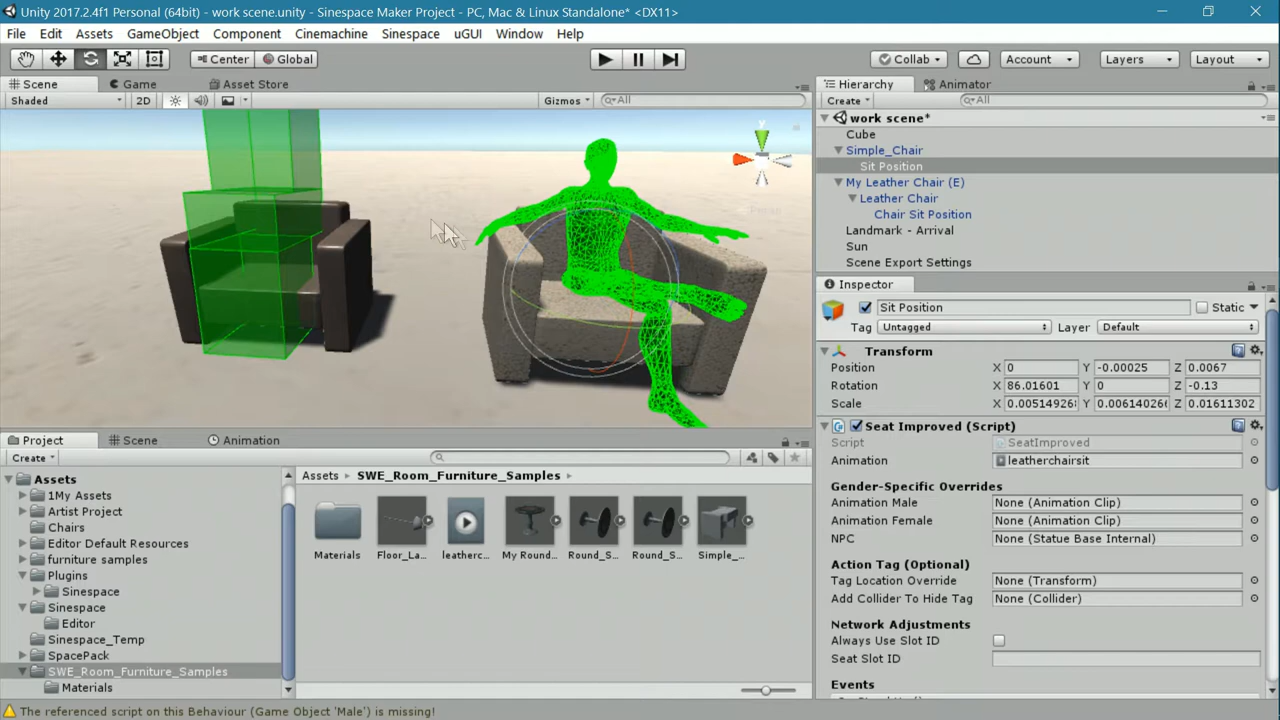 Unity 2017.2.4f1 Personal (64bit) - work scene.unity - Sinespace Maker Project - PC, Mac & Linux Standalone* <DX11>
File Edit Assets GameObject Component Cinemachine Sinespace uGUI Window Help
Center Global Collab Account Layers Layout
Scene Game Asset Store
Shaded 2D Gizmos All
y
Hierarchy Animator
Create All
work scene*
Cube
Simple_Chair
Sit Position
My Leather Chair (E)
Leather Chair
Chair Sit Position
Landmark - Arrival
Sun
Scene Export Settings
Inspector
Sit Position Static
Tag Untagged Layer Default
Transform
Position X 0 Y -0.00025 Z 0.0067
Rotation X 86.01601 Y 0 Z -0.13
Scale X 0.00514926 Y 0.00614026 Z 0.01611302
Seat Improved (Script)
Script SeatImproved
Animation leatherchairsit
Gender-Specific Overrides
Animation Male None (Animation Clip)
Animation Female None (Animation Clip)
NPC None (Statue Base Internal)
Action Tag (Optional)
Tag Location Override None (Transform)
Add Collider To Hide Tag None (Collider)
Network Adjustments
Always Use Slot ID
Seat Slot ID
Events
Project Scene Animation
Create
Assets
1My Assets
Artist Project
Chairs
Editor Default Resources
furniture samples
Plugins
Sinespace
Sinespace
Editor
Sinespace_Temp
SpacePack
SWE_Room_Furniture_Samples
Materials
Assets SWE_Room_Furniture_Samples
Materials Floor_La... leatherc... My Round... Round_S... Round_S... Simple_...
The referenced script on this Behaviour (Game Object 'Male') is missing!